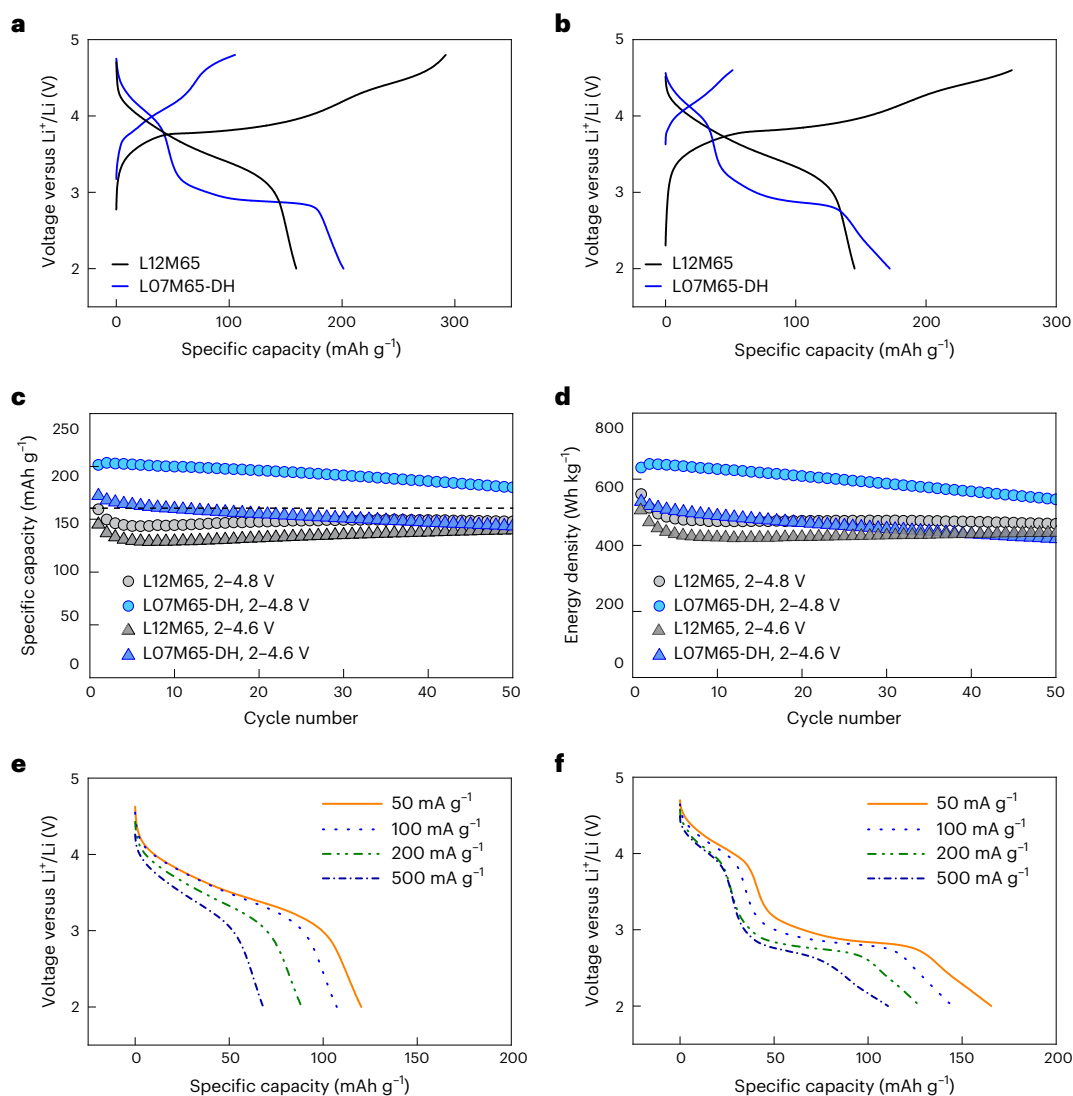 a
5
4
3
2
0
100
200
300
Voltage versus Li⁺/Li (V)
Specific capacity (mAh g⁻¹)
L12M65
L07M65-DH
b
5
4
3
2
0
100
200
300
Voltage versus Li⁺/Li (V)
Specific capacity (mAh g⁻¹)
L12M65
L07M65-DH
c
250
200
150
100
50
0
0
10
20
30
40
50
Specific capacity (mAh g⁻¹)
Cycle number
L12M65, 2–4.8 V
L07M65-DH, 2–4.8 V
L12M65, 2–4.6 V
L07M65-DH, 2–4.6 V
d
800
600
400
200
0
0
10
20
30
40
50
Energy density (Wh kg⁻¹)
Cycle number
L12M65, 2–4.8 V
L07M65-DH, 2–4.8 V
L12M65, 2–4.6 V
L07M65-DH, 2–4.6 V
e
5
4
3
2
0
50
100
150
200
Voltage versus Li⁺/Li (V)
Specific capacity (mAh g⁻¹)
50 mA g⁻¹
100 mA g⁻¹
200 mA g⁻¹
500 mA g⁻¹
f
5
4
3
2
0
50
100
150
200
Voltage versus Li⁺/Li (V)
Specific capacity (mAh g⁻¹)
50 mA g⁻¹
100 mA g⁻¹
200 mA g⁻¹
500 mA g⁻¹